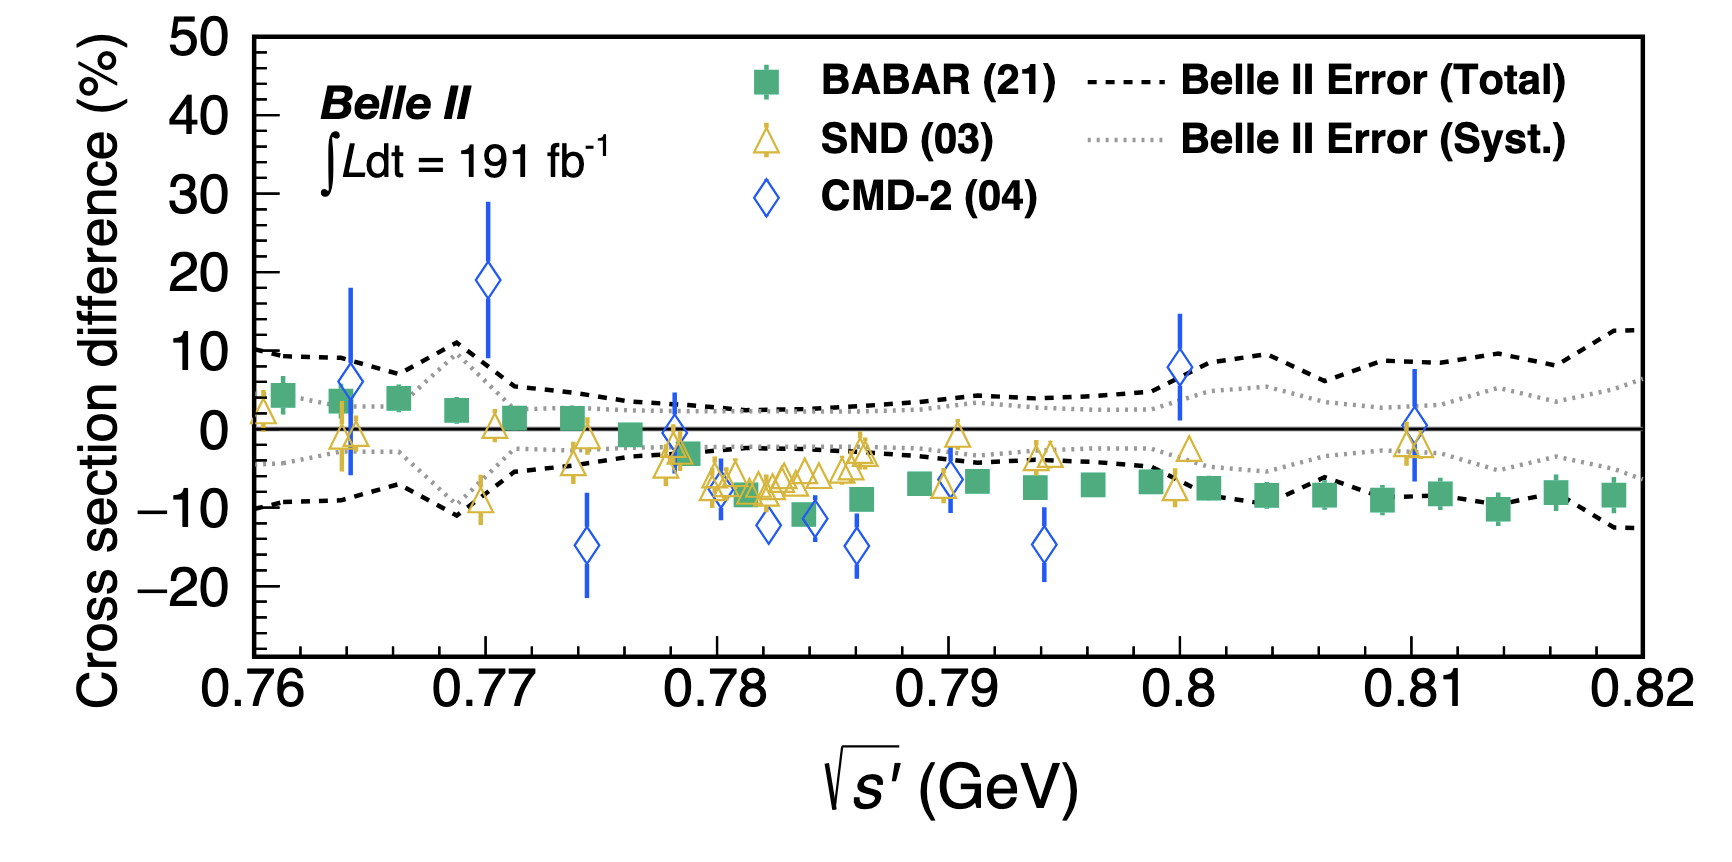 Cross section difference (%)
50
40
30
20
10
0
−10
−20
Belle II
∫Ldt = 191 fb⁻¹
BABAR (21)
SND (03)
CMD-2 (04)
Belle II Error (Total)
Belle II Error (Syst.)
0.76 0.77 0.78 0.79 0.8 0.81 0.82
√s' (GeV)